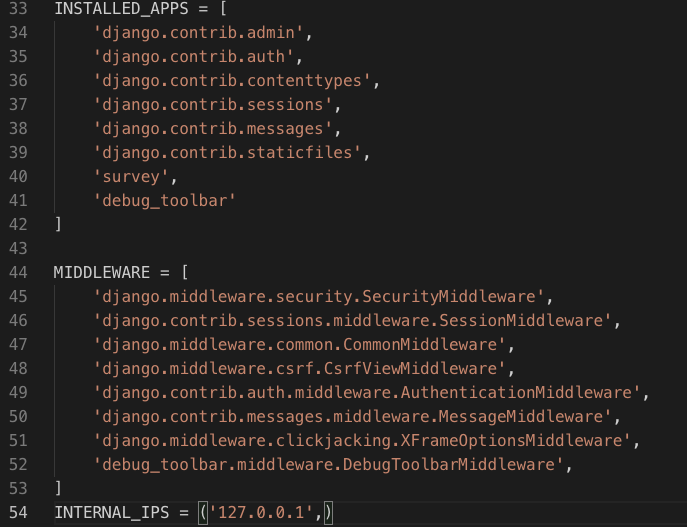 33 INSTALLED_APPS = [
34     'django.contrib.admin',
35     'django.contrib.auth',
36     'django.contrib.contenttypes',
37     'django.contrib.sessions',
38     'django.contrib.messages',
39     'django.contrib.staticfiles',
40     'survey',
41     'debug_toolbar'
42 ]
43
44 MIDDLEWARE = [
45     'django.middleware.security.SecurityMiddleware',
46     'django.contrib.sessions.middleware.SessionMiddleware',
47     'django.middleware.common.CommonMiddleware',
48     'django.middleware.csrf.CsrfViewMiddleware',
49     'django.contrib.auth.middleware.AuthenticationMiddleware',
50     'django.contrib.messages.middleware.MessageMiddleware',
51     'django.middleware.clickjacking.XFrameOptionsMiddleware',
52     'debug_toolbar.middleware.DebugToolbarMiddleware',
53 ]
54 INTERNAL_IPS = ('127.0.0.1',)